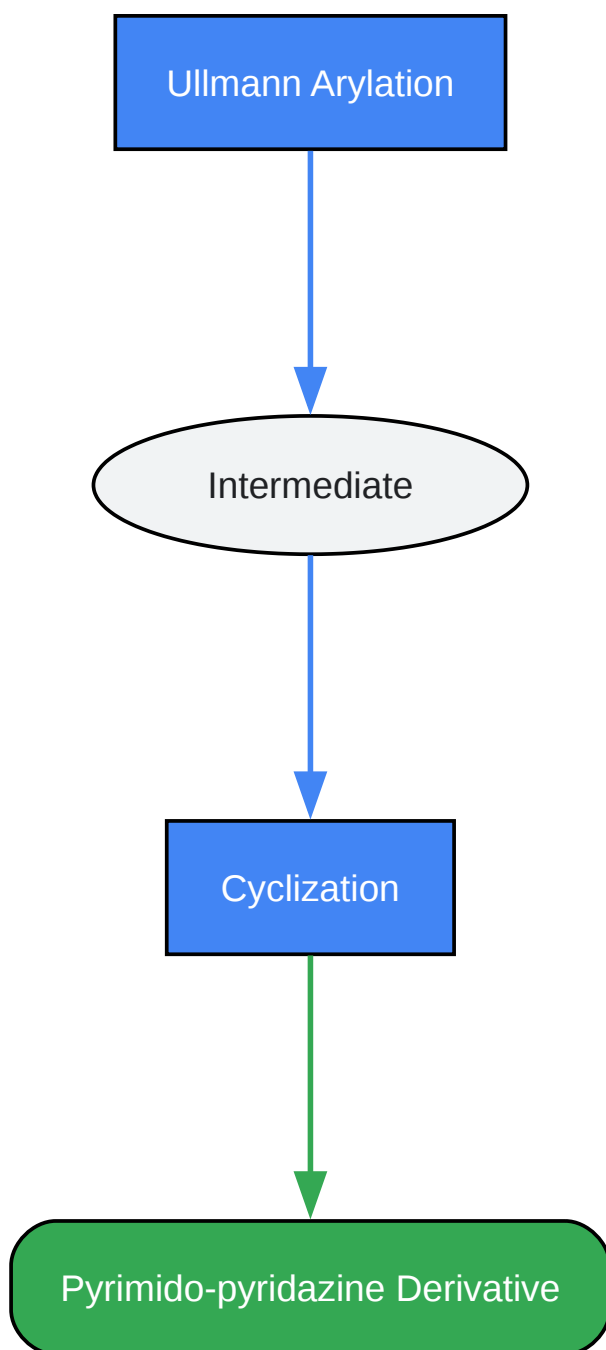 Ullmann Arylation
Intermediate
Cyclization
Pyrimido-pyridazine Derivative